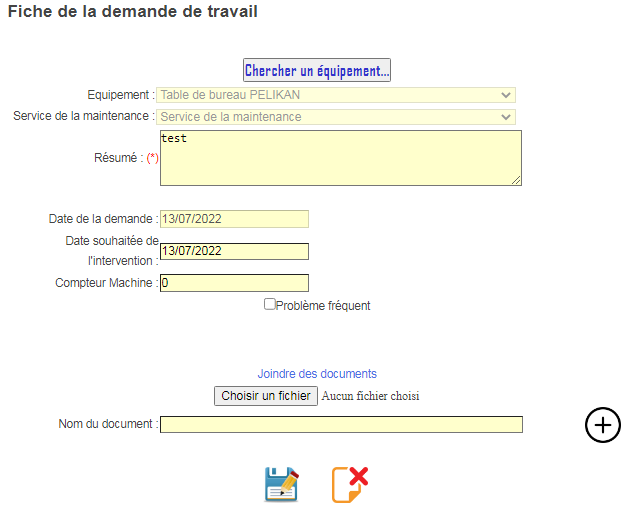 Fiche de la demande de travail
Chercher un équipement...
Equipement : Table de bureau PELIKAN
Service de la maintenance : Service de la maintenance
Résumé : (*) test
Date de la demande : 13/07/2022
Date souhaitée de
l'intervention : 13/07/2022
Compteur Machine : 0
Problème fréquent
Joindre des documents
Choisir un fichier Aucun fichier choisi
Nom du document :